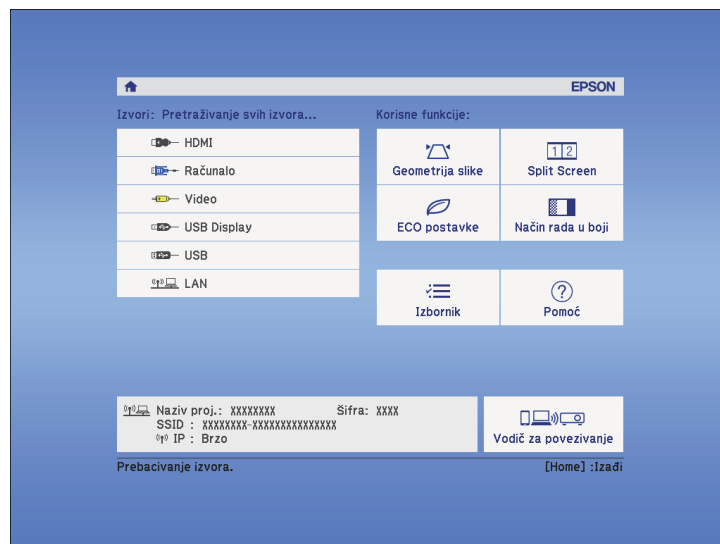 EPSON
Izvori: Pretraživanje svih izvora...
HDMI
Računalo
Video
USB Display
USB
LAN
Korisne funkcije:
Geometrija slike
1 2
Split Screen
ECO postavke
Način rada u boji
Izbornik
?
Pomoć
Naziv proj.: XXXXXXXX Šifra: XXXX
SSID : XXXXXXXX-XXXXXXXXXXXXXXX
IP : Brzo
Vodič za povezivanje
Prebacivanje izvora. [Home] :Izađi